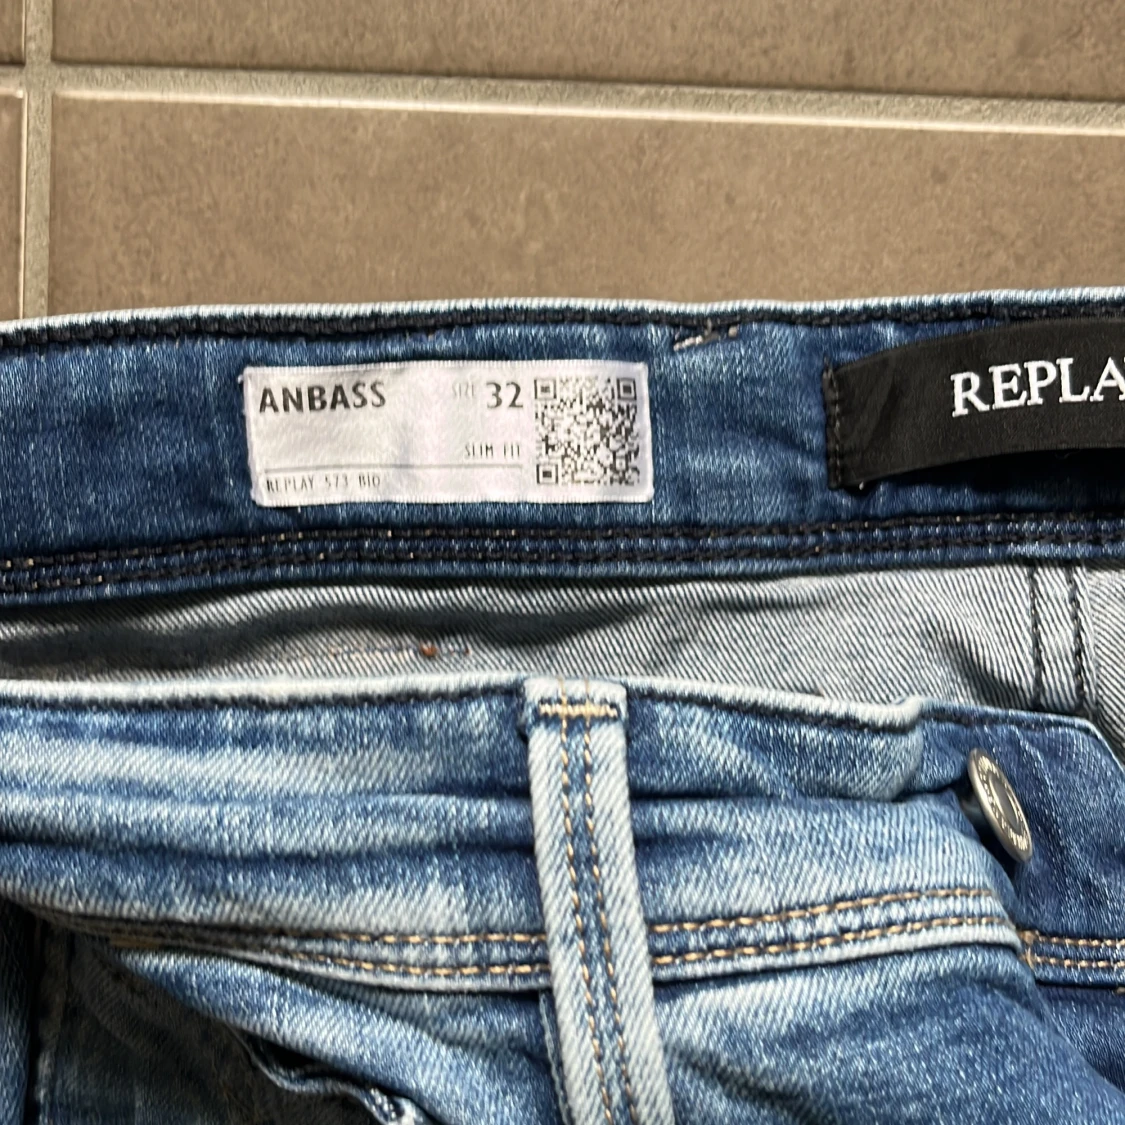 ANBASS SIZE 32
SLIM FIT
REPLAY 573 BIO
REPLAY